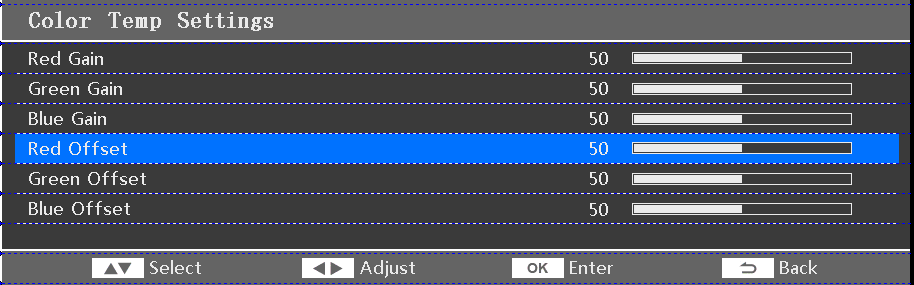 Color Temp Settings
Red Gain 50
Green Gain 50
Blue Gain 50
Red Offset 50
Green Offset 50
Blue Offset 50
▲▼ Select ◀▶ Adjust OK Enter ⮌ Back